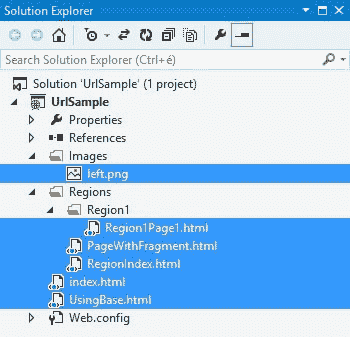 Solution Explorer
Search Solution Explorer (Ctrl+é)
Solution 'UrlSample' (1 project)
UrlSample
Properties
References
Images
left.png
Regions
Region1
Region1Page1.html
PageWithFragment.html
RegionIndex.html
index.html
UsingBase.html
Web.config